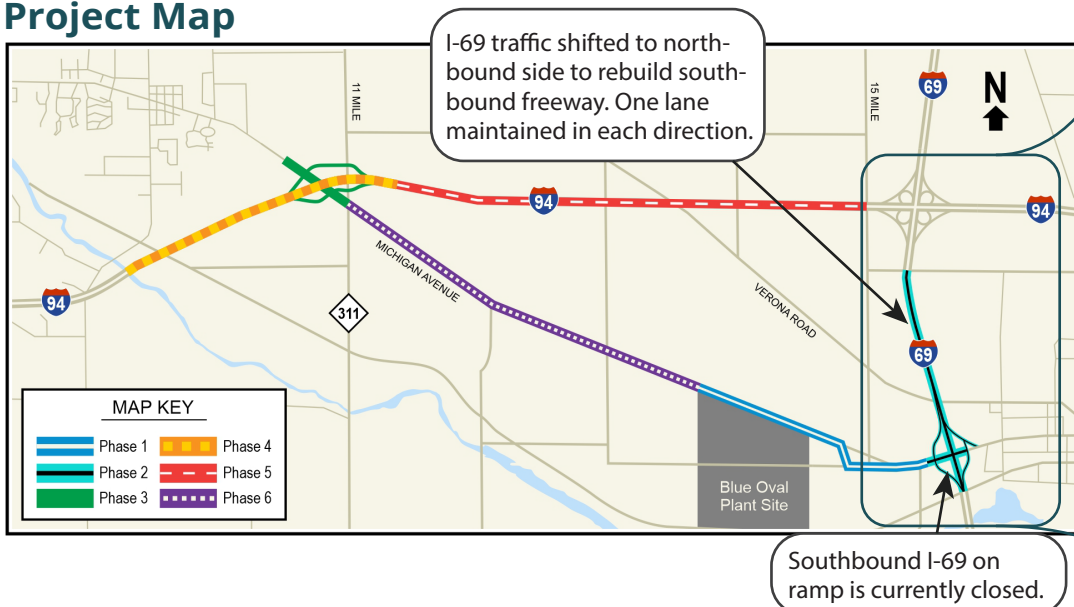 Project Map
I-69 traffic shifted to north-
bound side to rebuild south-
bound freeway. One lane
maintained in each direction.
11 MILE
15 MILE
69
N
94
94
MICHIGAN AVENUE
94
311
VERONA ROAD
69
MAP KEY
Phase 1
Phase 4
Phase 2
Phase 5
Phase 3
Phase 6
Blue Oval
Plant Site
Southbound I-69 on
ramp is currently closed.